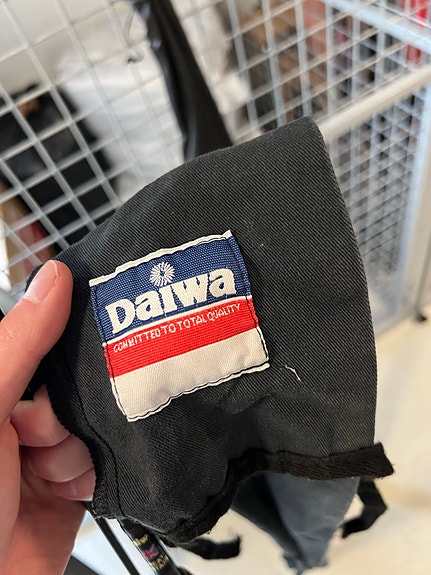 Daiwa
COMMITTED TO TOTAL QUALITY